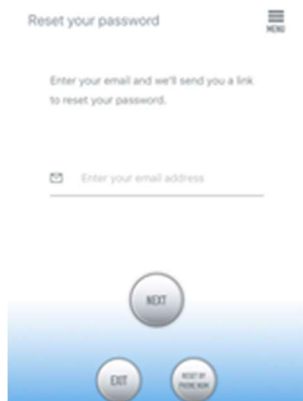 Reset your password
MENU
Enter your email and we'll send you a link
to reset your password.
Enter your email address
NEXT
EXIT
RESET BY
PHONE NUM